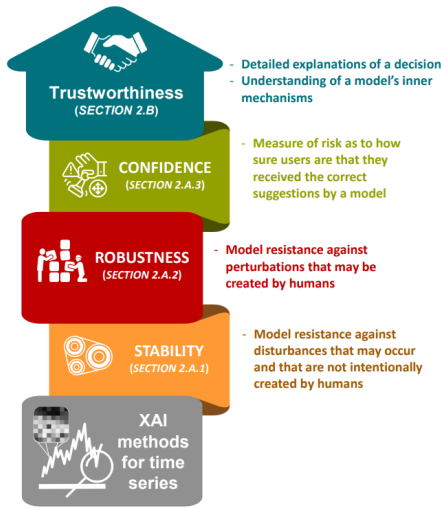 Trustworthiness
(SECTION 2.B)
- Detailed explanations of a decision
- Understanding of a model's inner
mechanisms
CONFIDENCE
(SECTION 2.A.3)
- Measure of risk as to how
sure users are that they
received the correct
suggestions by a model
ROBUSTNESS
(SECTION 2.A.2)
- Model resistance against
perturbations that may be
created by humans
STABILITY
(SECTION 2.A.1)
- Model resistance against
disturbances that may occur
and that are not intentionally
created by humans
XAI
methods
for time
series